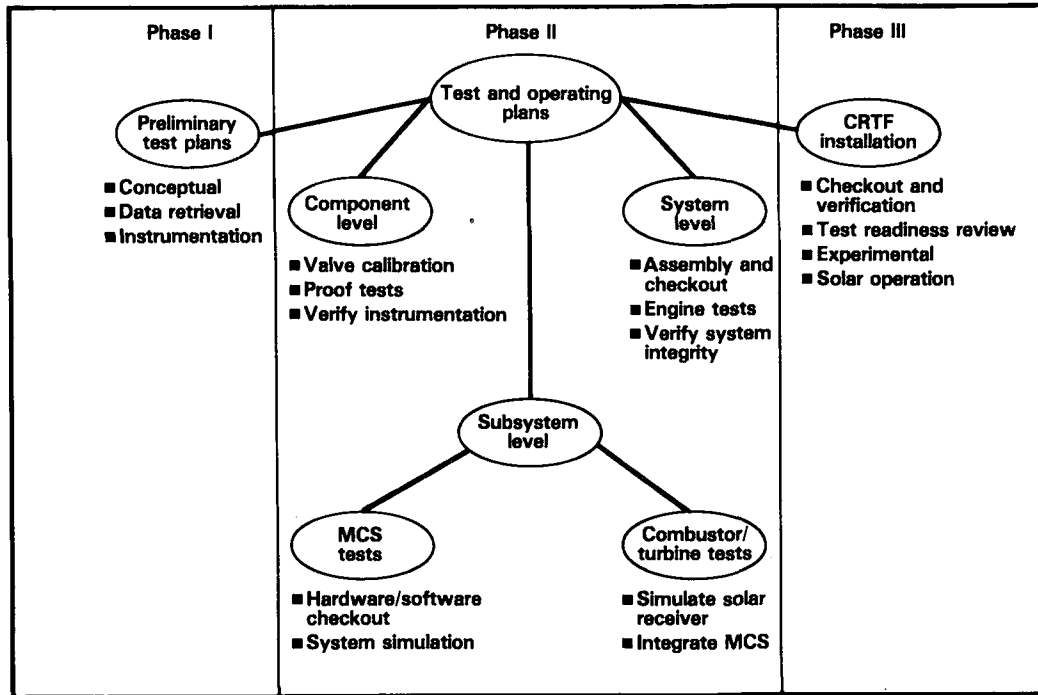 Phase I
Phase II
Phase III
Test and operating
plans
Preliminary
test plans
■ Conceptual
■ Data retrieval
■ Instrumentation
Component
level
■ Valve calibration
■ Proof tests
■ Verify instrumentation
System
level
■ Assembly and
checkout
■ Engine tests
■ Verify system
integrity
CRTF
installation
■ Checkout and
verification
■ Test readiness review
■ Experimental
■ Solar operation
Subsystem
level
MCS
tests
■ Hardware/software
checkout
■ System simulation
Combustor/
turbine tests
■ Simulate solar
receiver
■ Integrate MCS